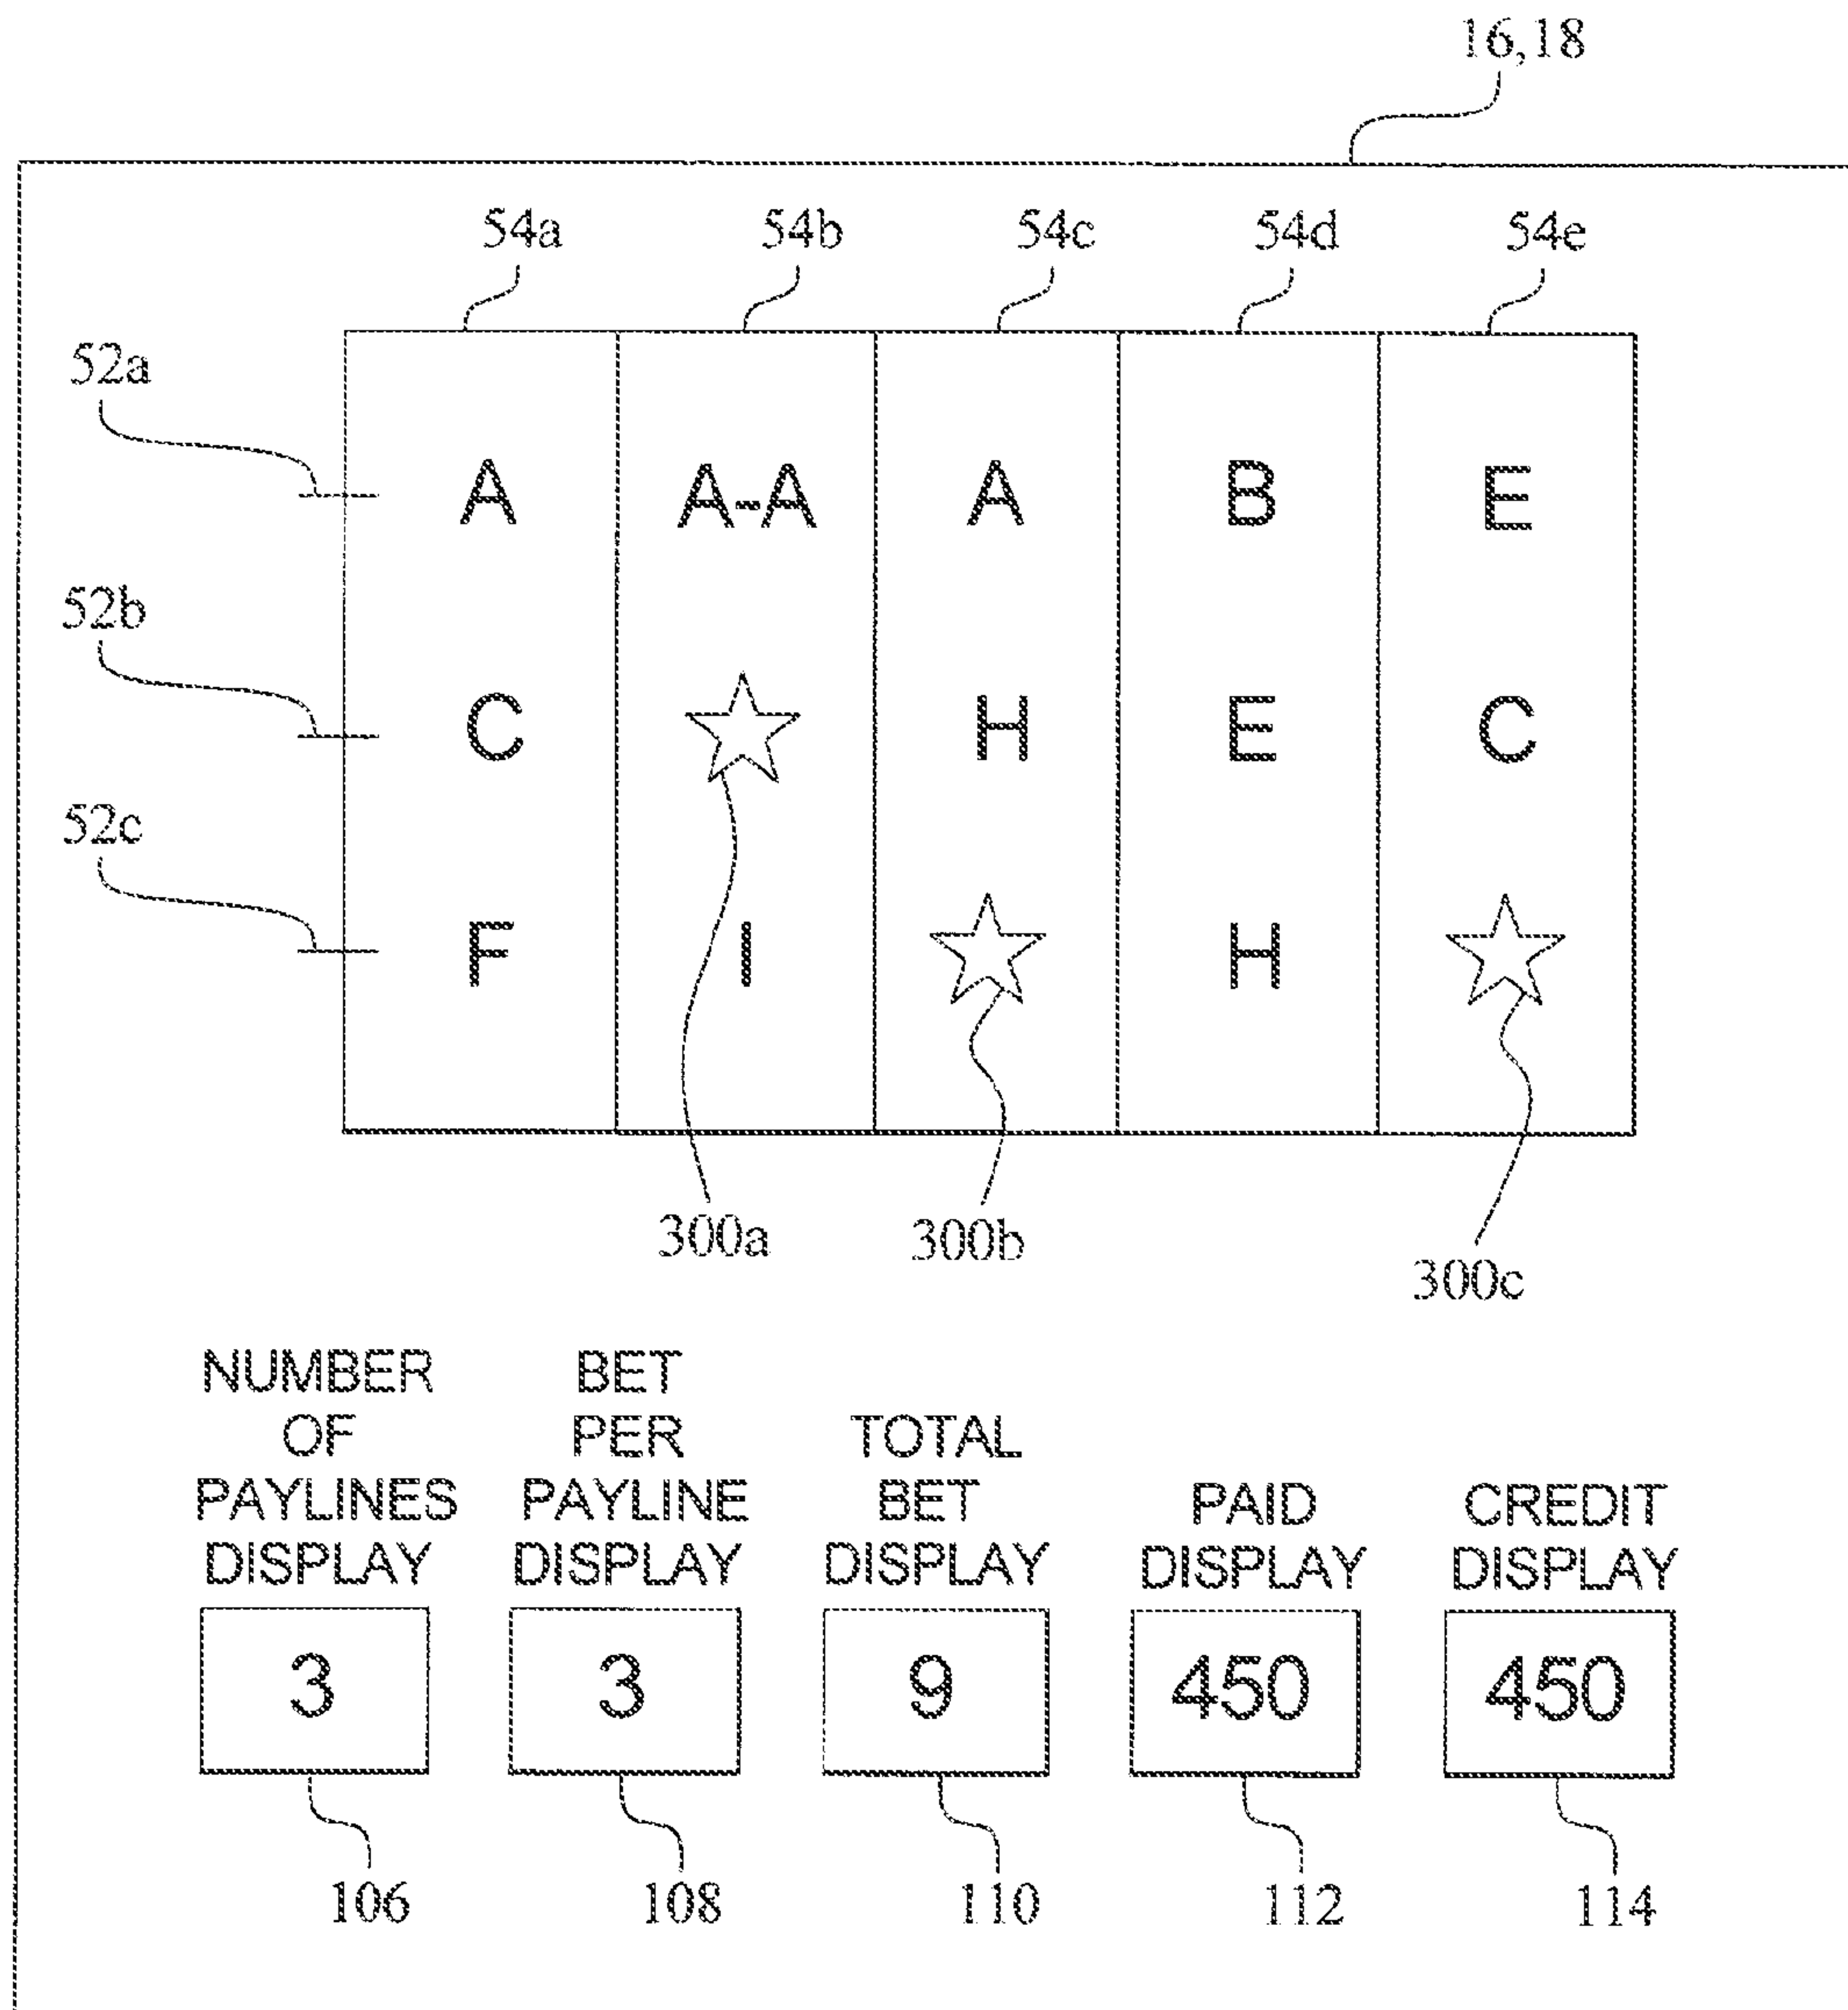 16,18
54a 54b 54c 54d 54e
52a
A A-A A B E
52b
C H E C
52c
F I H
300a 300b
300c
NUMBER OF PAYLINES DISPLAY
BET PER PAYLINE DISPLAY
TOTAL BET DISPLAY
PAID DISPLAY
CREDIT DISPLAY
3 3 9 450 450
106 108 110 112 114